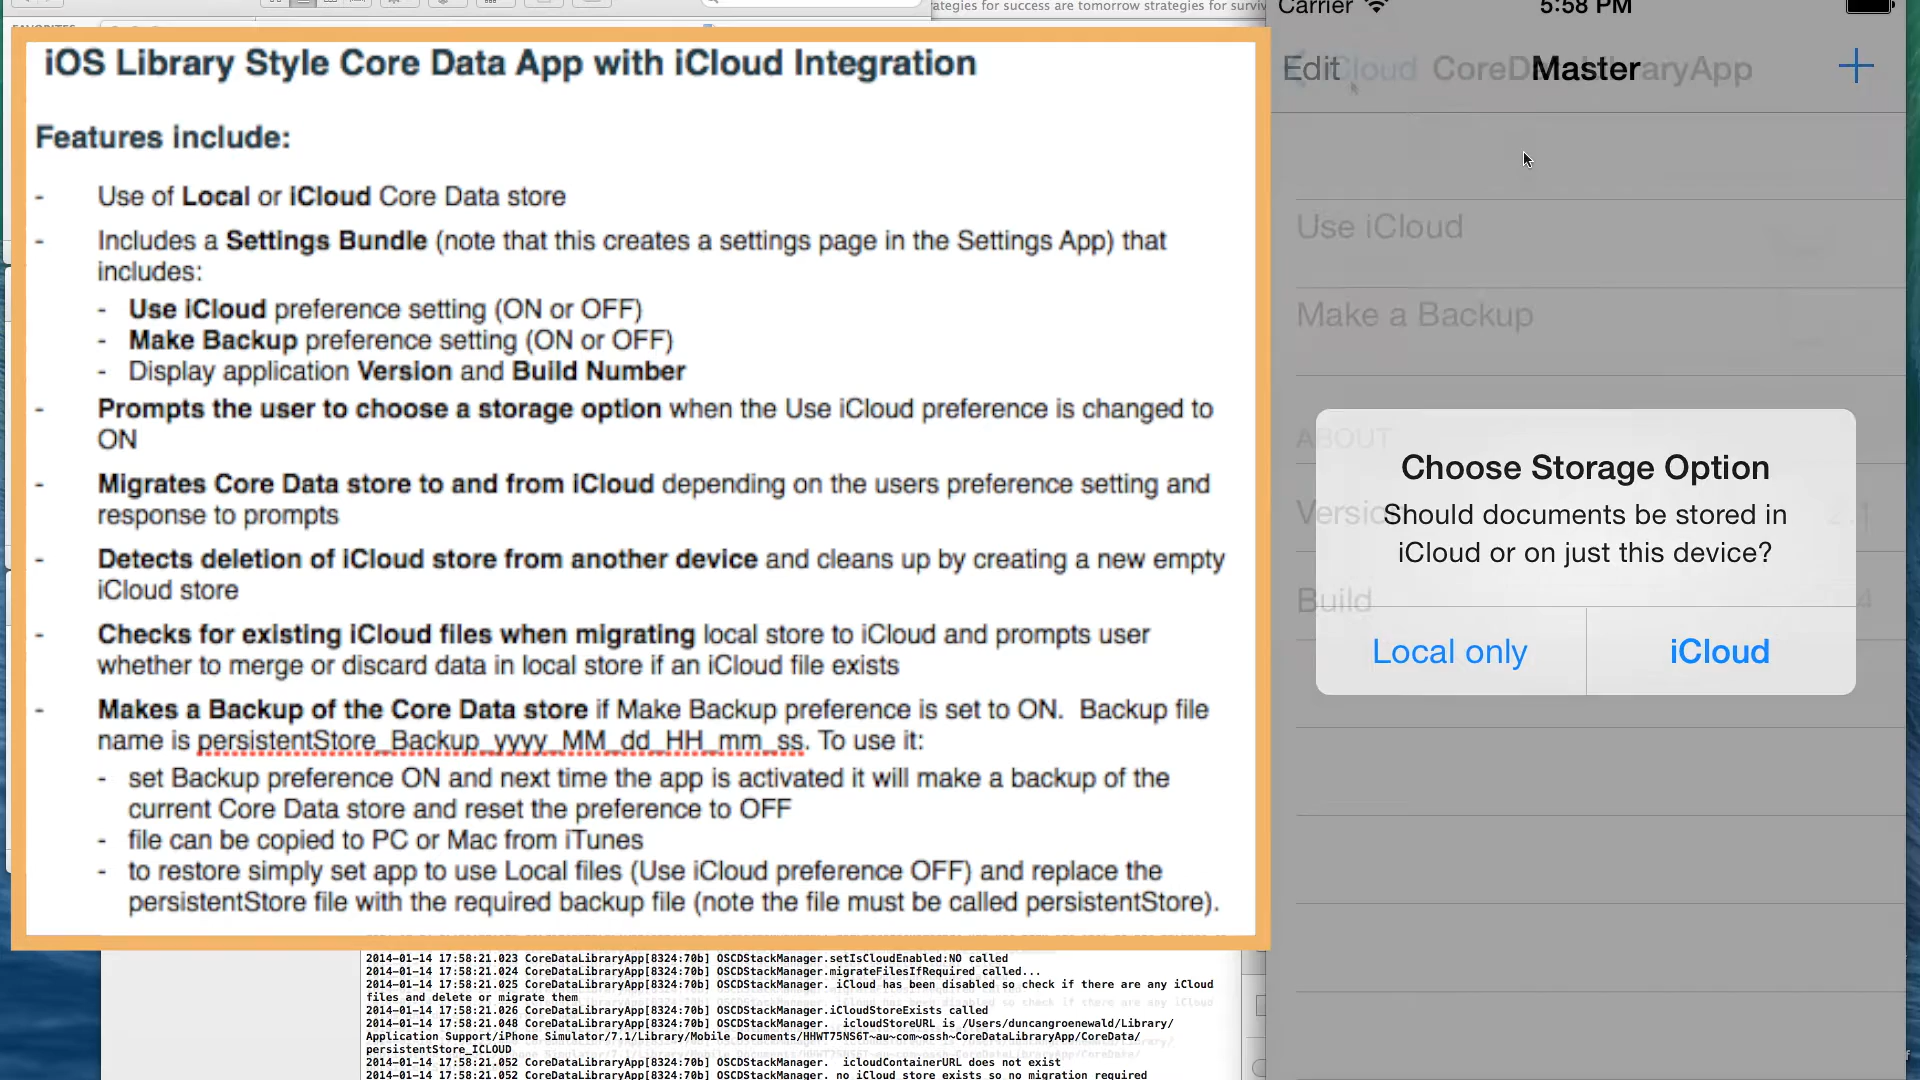 ategies for success are tomorrow strategies for surviv
iOS Library Style Core Data App with iCloud Integration
Features include:
- Use of Local or iCloud Core Data store
- Includes a Settings Bundle (note that this creates a settings page in the Settings App) that
includes:
- Use iCloud preference setting (ON or OFF)
- Make Backup preference setting (ON or OFF)
- Display application Version and Build Number
- Prompts the user to choose a storage option when the Use iCloud preference is changed to
ON
- Migrates Core Data store to and from iCloud depending on the users preference setting and
response to prompts
- Detects deletion of iCloud store from another device and cleans up by creating a new empty
iCloud store
- Checks for existing iCloud files when migrating local store to iCloud and prompts user
whether to merge or discard data in local store if an iCloud file exists
- Makes a Backup of the Core Data store if Make Backup preference is set to ON.  Backup file
name is persistentStore_Backup_yyyy_MM_dd_HH_mm_ss. To use it:
- set Backup preference ON and next time the app is activated it will make a backup of the
current Core Data store and reset the preference to OFF
- file can be copied to PC or Mac from iTunes
- to restore simply set app to use Local files (Use iCloud preference OFF) and replace the
persistentStore file with the required backup file (note the file must be called persistentStore).
2014-01-14 17:58:21.023 CoreDataLibraryApp[8324:70b] OSCDStackManager.setIsCloudEnabled:NO called
2014-01-14 17:58:21.024 CoreDataLibraryApp[8324:70b] OSCDStackManager.migrateFilesIfRequired called...
2014-01-14 17:58:21.025 CoreDataLibraryApp[8324:70b] OSCDStackManager. iCloud has been disabled so check if there are any iCloud
files and delete or migrate them
2014-01-14 17:58:21.026 CoreDataLibraryApp[8324:70b] OSCDStackManager.iCloudStoreExists called
2014-01-14 17:58:21.048 CoreDataLibraryApp[8324:70b] OSCDStackManager.  icloudStoreURL is /Users/duncangroenewald/Library/
Application Support/iPhone Simulator/7.1/Library/Mobile Documents/HHWT75NS6T~au~com~ossh~CoreDataLibraryApp/CoreData/
persistentStore_ICLOUD
2014-01-14 17:58:21.052 CoreDataLibraryApp[8324:70b] OSCDStackManager.  icloudContainerURL does not exist
2014-01-14 17:58:21.052 CoreDataLibraryApp[8324:70b] OSCDStackManager. no iCloud store exists so no migration required
Carrier 5:58 PM
Edit Master +
iCloud CoreD aryApp
Use iCloud
Make a Backup
ABOUT
Versio
Build
Choose Storage Option
Should documents be stored in
iCloud or on just this device?
Local only iCloud